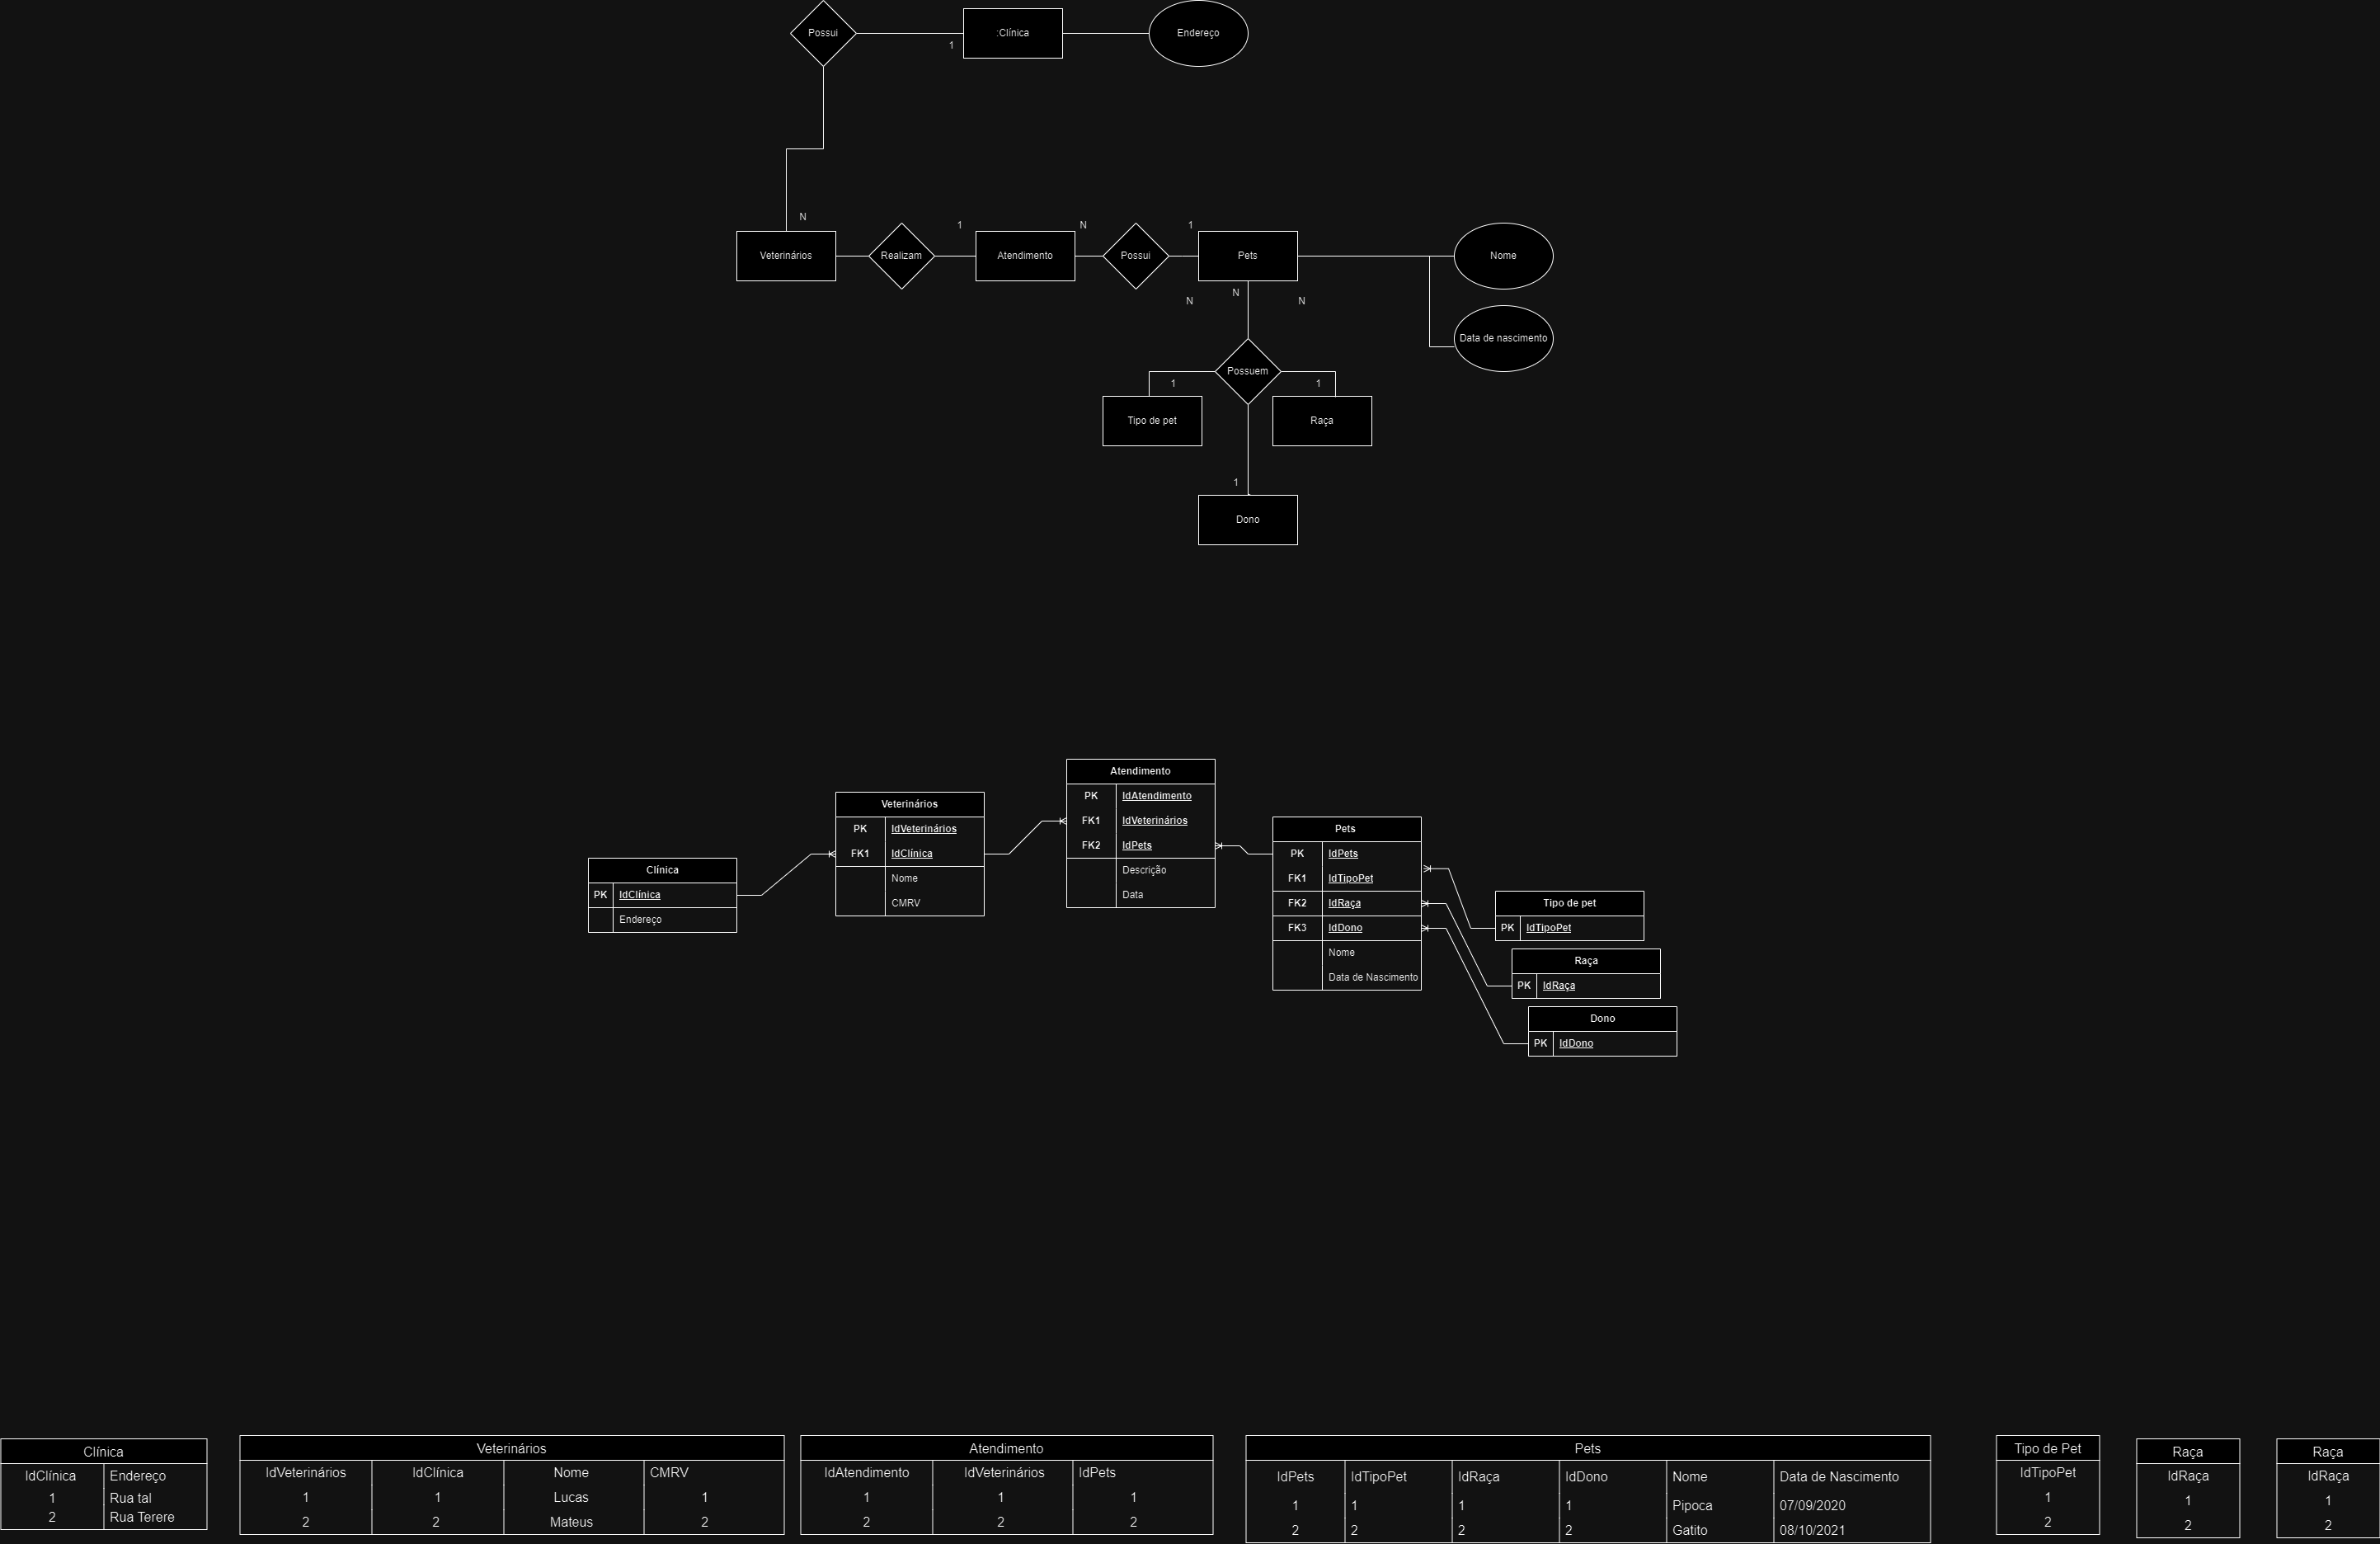 Possui
:Clínica
Endereço
1
N
1
N
1
Veterinários
Realizam
Atendimento
Possui
Pets
Nome
N
N
N
Data de nascimento
Possuem
1
1
Tipo de pet
Raça
1
Dono
Atendimento
PK IdAtendimento
FK1 IdVeterinários
FK2 IdPets
Descrição
Data
Veterinários
PK IdVeterinários
FK1 IdClínica
Nome
CMRV
Clínica
PK IdClínica
Endereço
Pets
PK IdPets
FK1 IdTipoPet
FK2 IdRaça
FK3 IdDono
Nome
Data de Nascimento
Tipo de pet
PK IdTipoPet
Raça
PK IdRaça
Dono
PK IdDono
Clínica
IdClínica Endereço
1 Rua tal
2 Rua Terere
Veterinários
IdVeterinários IdClínica Nome CMRV
1 1 Lucas 1
2 2 Mateus 2
Atendimento
IdAtendimento IdVeterinários IdPets
1 1 1
2 2 2
Pets
IdPets IdTipoPet IdRaça IdDono Nome Data de Nascimento
1 1 1 1 Pipoca 07/09/2020
2 2 2 2 Gatito 08/10/2021
Tipo de Pet
IdTipoPet
1
2
Raça
IdRaça
1
2
Raça
IdRaça
1
2